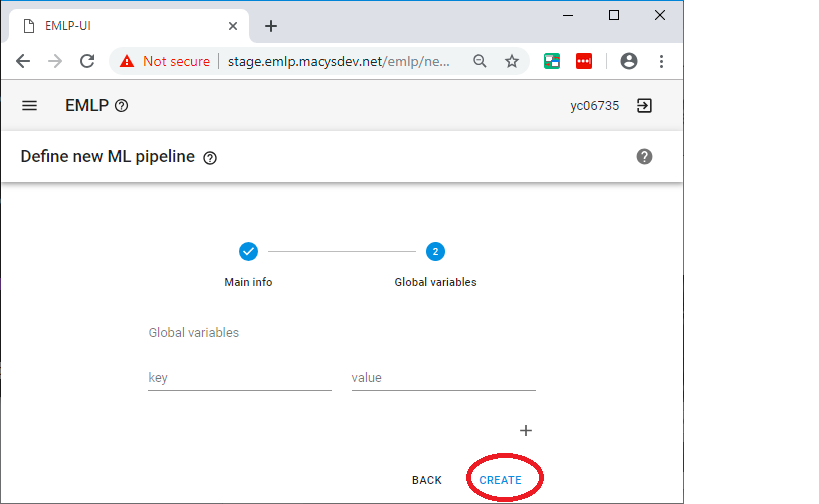 EMLP-UI
Not secure | stage.emlp.macysdev.net/emlp/ne...
EMLP
yc06735
Define new ML pipeline
2
Main info
Global variables
Global variables
key
value
BACK
CREATE